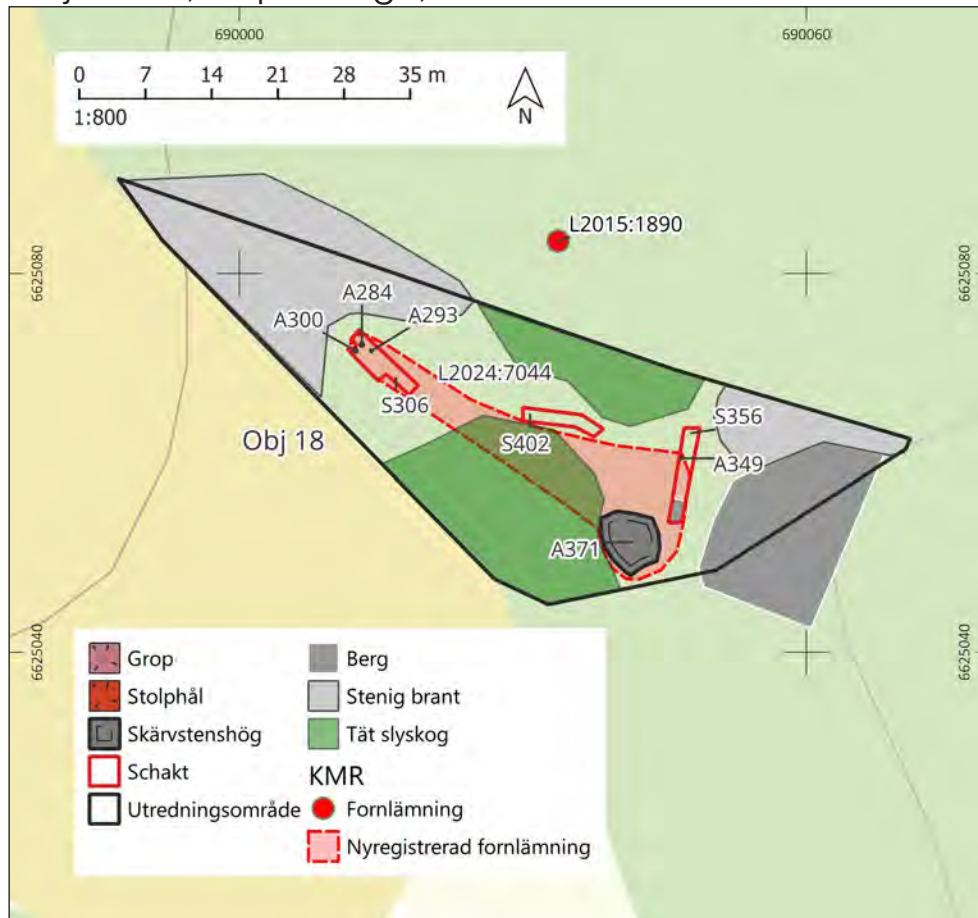 690000
690060
0 7 14 21 28 35 m
1:800
N
L2015:1890
6625080
6625080
A284
A300
A293
L2024:7044
S306
S356
Obj 18
S402
A349
A371
6625040
6625040
Grop
Stolphål
Skärvstenshög
Schakt
Utredningsområde
Berg
Stenig brant
Tät slyskog
KMR
Fornlämning
Nyregistrerad fornlämning